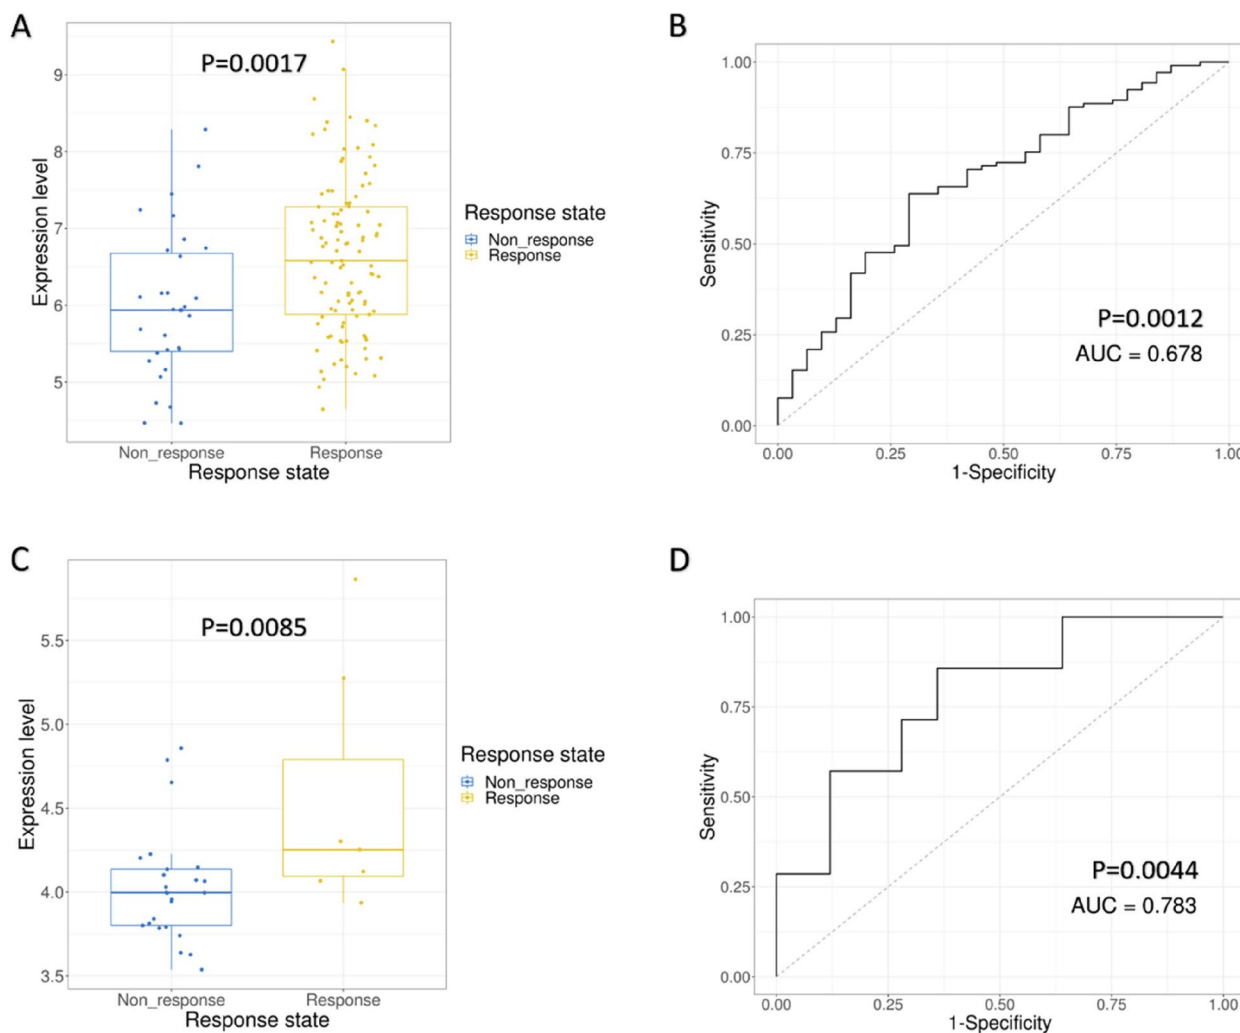 A
P=0.0017
9
8
7
6
5
Expression level
Non_response
Response
Response state
Response state
Non_response
Response
B
1.00
0.75
0.50
0.25
0.00
Sensitivity
P=0.0012
AUC = 0.678
0.00
0.25
0.50
0.75
1.00
1-Specificity
C
P=0.0085
5.5
5.0
4.5
4.0
3.5
Expression level
Non_response
Response
Response state
Response state
Non_response
Response
D
1.00
0.75
0.50
0.25
0.00
Sensitivity
P=0.0044
AUC = 0.783
0.00
0.25
0.50
0.75
1.00
1-Specificity